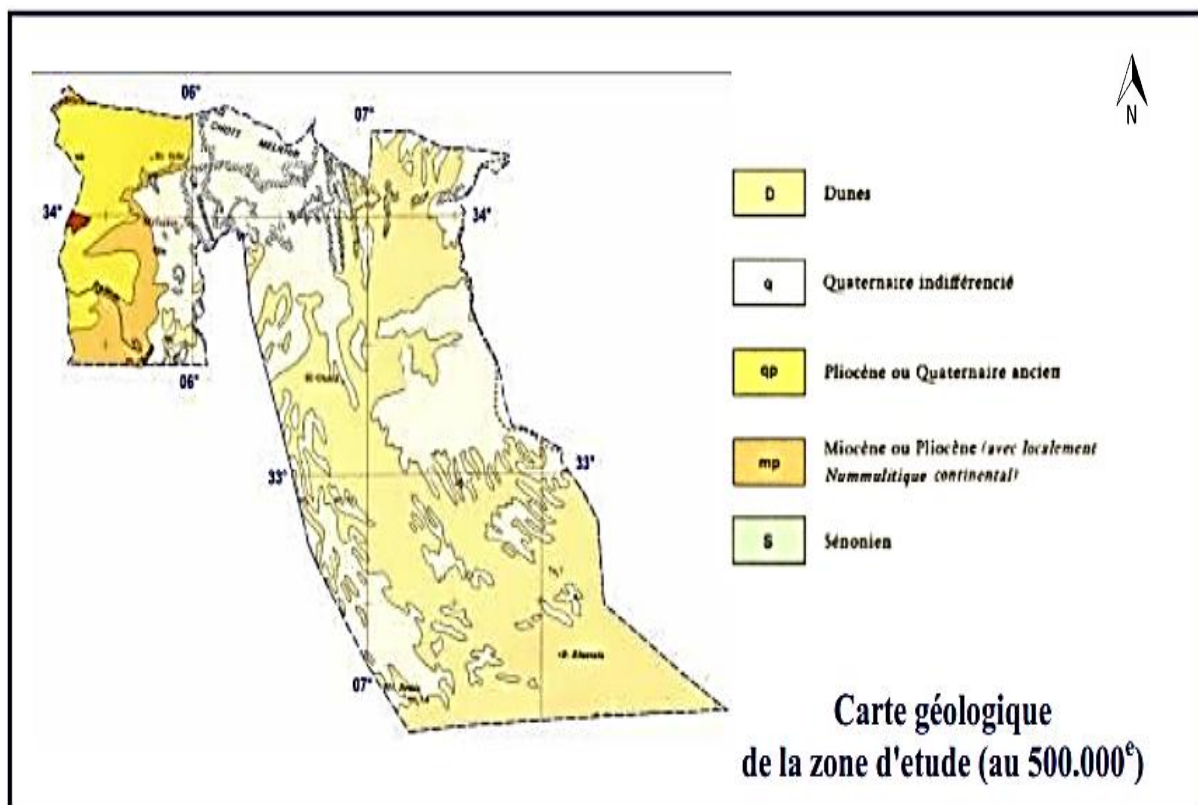 N
06°
07°
CHOTT MELRHIR
34°
34°
06°
33°
33°
07°
D Dunes
q Quaternaire indifférencié
qp Pliocène ou Quaternaire ancien
mp Miocène ou Pliocène (avec localement
Nummulitique continental)
S Sénonien
Carte géologique
de la zone d'etude (au 500.000e)